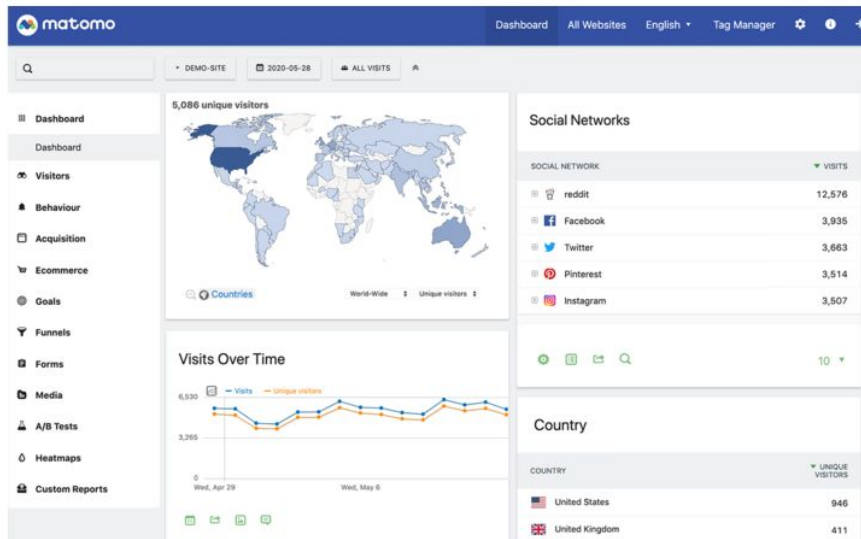 matomo
Dashboard All Websites English Tag Manager
DEMO-SITE 2020-05-28 ALL VISITS
Dashboard
Dashboard
Visitors
Behaviour
Acquisition
Ecommerce
Goals
Funnels
Forms
Media
A/B Tests
Heatmaps
Custom Reports
5,086 unique visitors
Countries World-Wide Unique visitors
Visits Over Time
Visits Unique visitors
6,530
3,265
0
Wed, Apr 29 Wed, May 6
Social Networks
SOCIAL NETWORK VISITS
reddit 12,576
Facebook 3,935
Twitter 3,663
Pinterest 3,514
Instagram 3,507
10
Country
COUNTRY UNIQUE
VISITORS
United States 946
United Kingdom 411